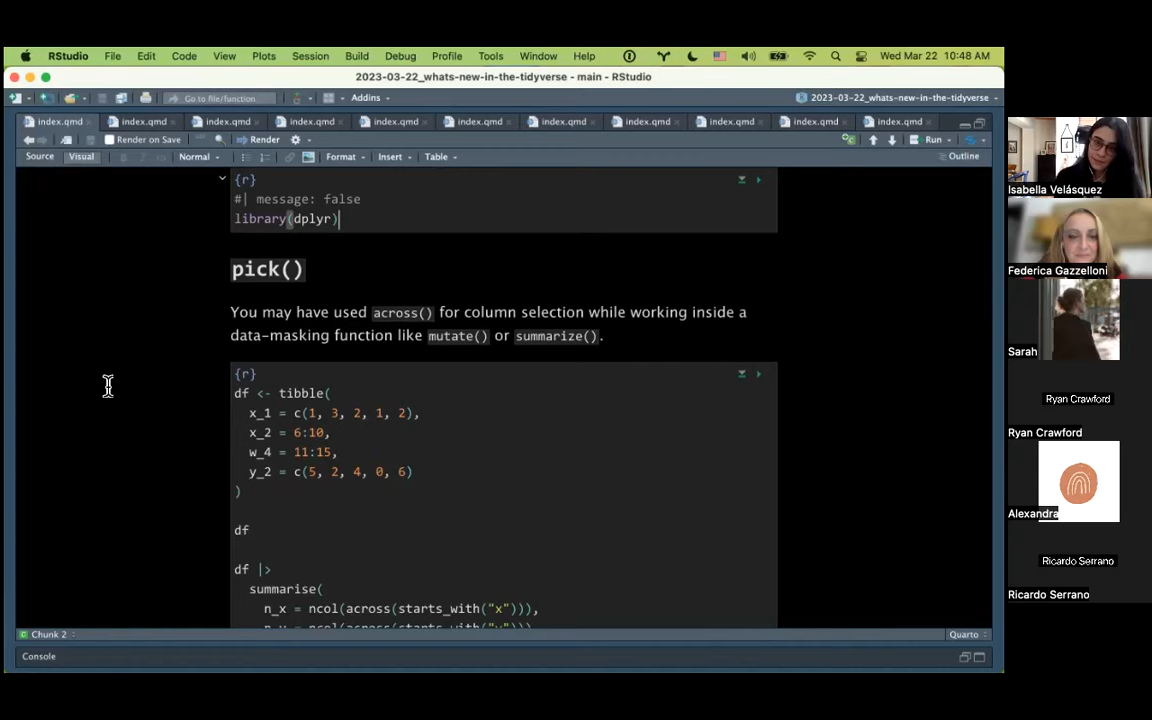 RStudio File Edit Code View Plots Session Build Debug Profile Tools Window Help Wed Mar 22 10:48 AM
2023-03-22_whats-new-in-the-tidyverse - main - RStudio
Go to file/function Addins 2023-03-22_whats-new-in-the-tidyverse
index.qmd index.qmd index.qmd index.qmd index.qmd index.qmd index.qmd index.qmd index.qmd index.qmd index.qmd
Render on Save Render Run
Source Visual Normal Format Insert Table Outline
{r}
#| message: false
library(dplyr)
pick()
You may have used across() for column selection while working inside a
data-masking function like mutate() or summarize().
{r}
df <- tibble(
x_1 = c(1, 3, 2, 1, 2),
x_2 = 6:10,
w_4 = 11:15,
y_2 = c(5, 2, 4, 0, 6)
)
df
df |>
summarise(
n_x = ncol(across(starts_with("x"))),
n_y = ncol(across(starts_with("y"))),
Chunk 2 Quarto
Console
Isabella Velásquez
Federica Gazzelloni
Sarah
Ryan Crawford
Ryan Crawford
Alexandra
Ricardo Serrano
Ricardo Serrano